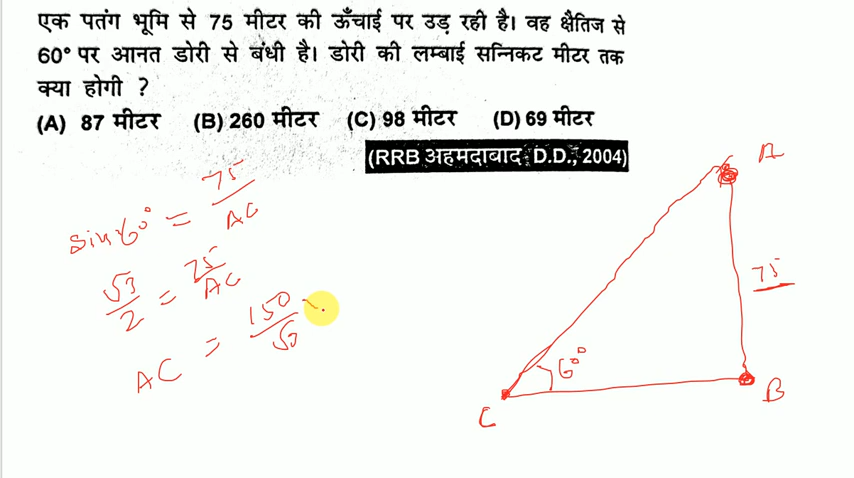 एक पतंग भूमि से 75 मीटर की ऊँचाई पर उड़ रही है। वह क्षैतिज से
60° पर आनत डोरी से बंधी है। डोरी की लम्बाई सन्निकट मीटर तक
क्या होगी ?
(A) 87 मीटर (B) 260 मीटर (C) 98 मीटर (D) 69 मीटर
(RRB अहमदाबाद D.D., 2004)
sin60° = 75/AC
√3/2 = 75/AC
AC = 150/√3
A
75
60°
B
C